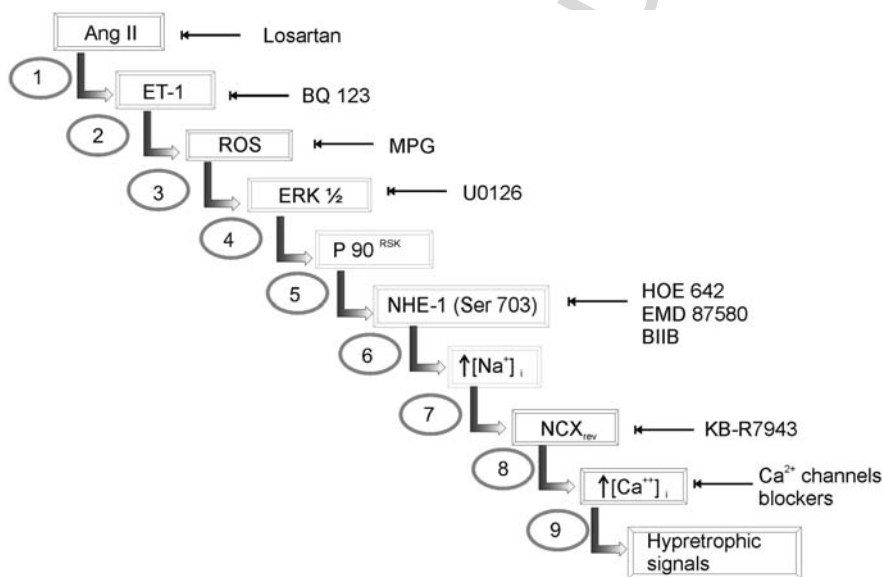 Ang II
Losartan
1
ET-1
BQ 123
2
ROS
MPG
3
ERK ½
U0126
4
P 90 RSK
5
NHE-1 (Ser 703)
HOE 642
EMD 87580
BIIB
6
↑[Na⁺] i
7
NCXrev
KB-R7943
8
↑[Ca⁺⁺] i
Ca²⁺ channels
blockers
9
Hypretrophic
signals